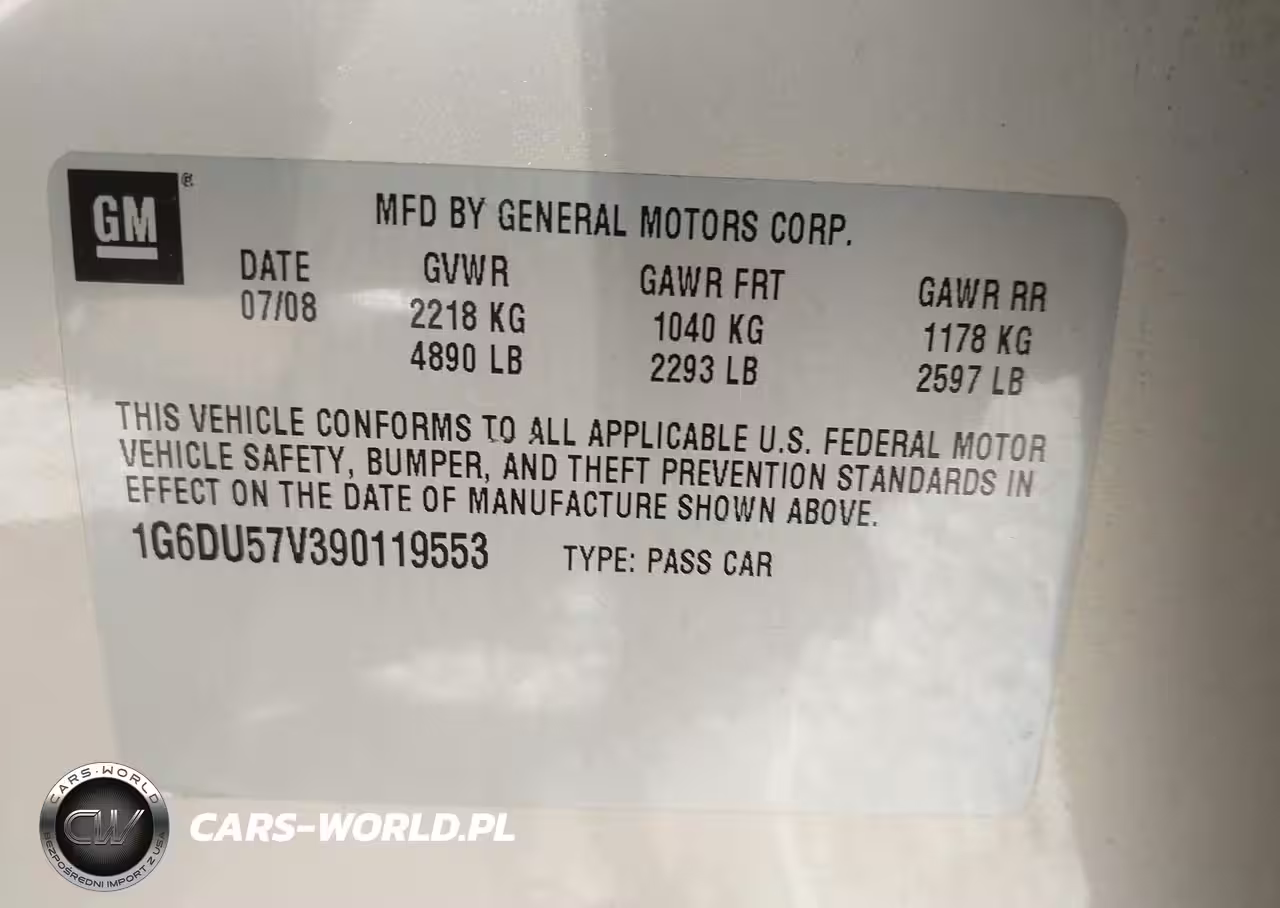 GM ®
MFD BY GENERAL MOTORS CORP.
DATE GVWR GAWR FRT GAWR RR
07/08 2218 KG 1040 KG 1178 KG
4890 LB 2293 LB 2597 LB
THIS VEHICLE CONFORMS TO ALL APPLICABLE U.S. FEDERAL MOTOR
VEHICLE SAFETY, BUMPER, AND THEFT PREVENTION STANDARDS IN
EFFECT ON THE DATE OF MANUFACTURE SHOWN ABOVE.
1G6DU57V390119553 TYPE: PASS CAR
CARS-WORLD
CW
BEZPOŚREDNI IMPORT Z USA
CARS-WORLD.PL